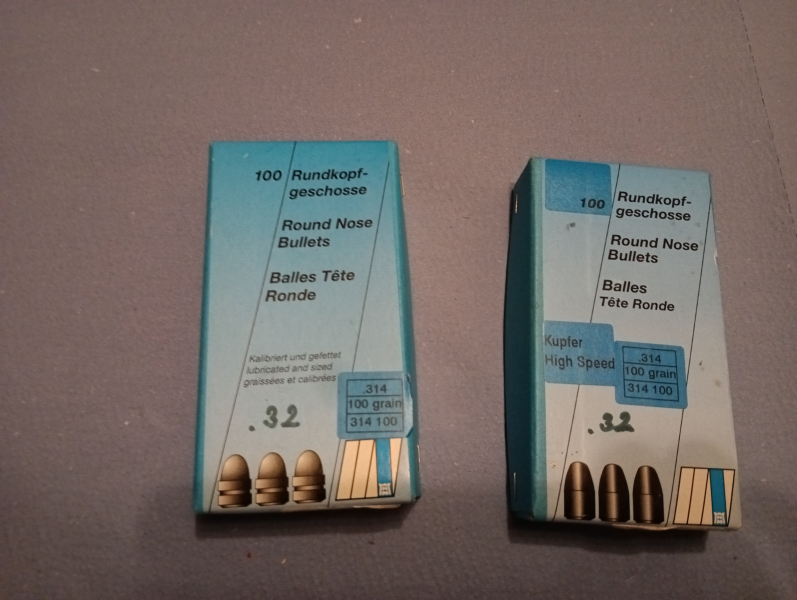 100 Rundkopf-
geschosse
Round Nose
Bullets
Balles Tête
Ronde
Kalibriert und gefettet
lubricated and sized
graissées et calibrées
.314
100 grain
314 100
.32
100 Rundkopf-
geschosse
Round Nose
Bullets
Balles
Tête Ronde
Kupfer
High Speed
.314
100 grain
314 100
.32